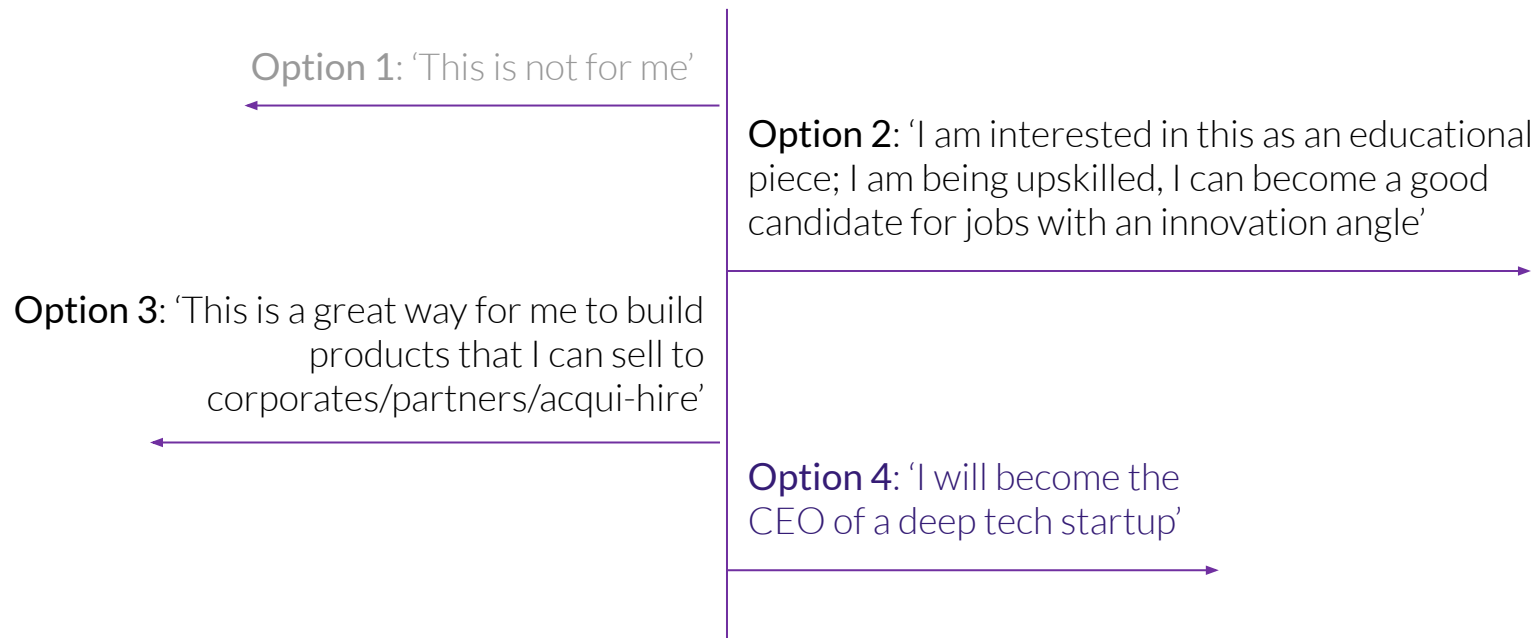 Option 1: ‘This is not for me’
Option 2: ‘I am interested in this as an educational
piece; I am being upskilled, I can become a good
candidate for jobs with an innovation angle’
Option 3: ‘This is a great way for me to build
products that I can sell to
corporates/partners/acqui-hire’
Option 4: ‘I will become the
CEO of a deep tech startup’